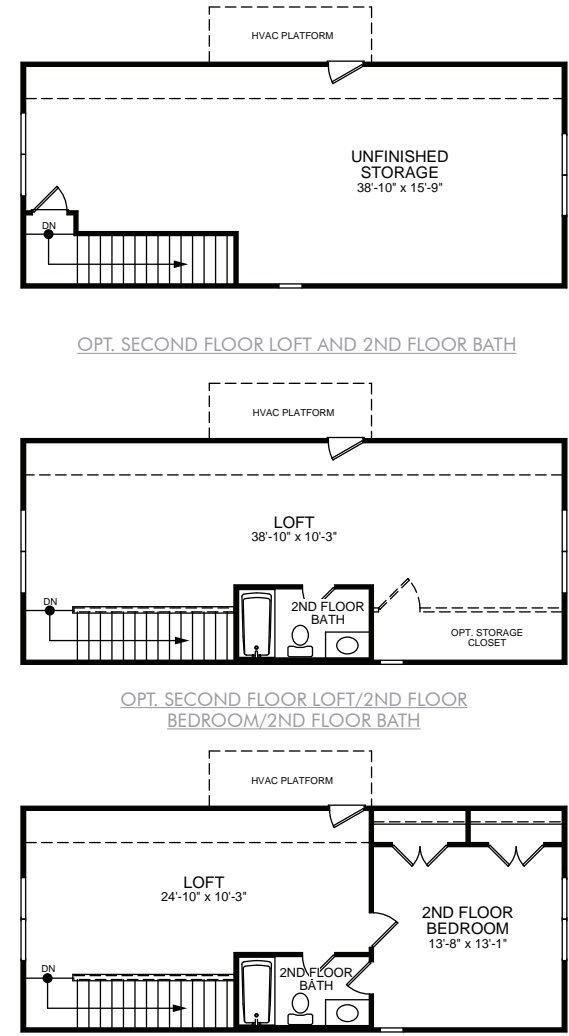 HVAC PLATFORM
UNFINISHED
STORAGE
38'-10" x 15'-9"
DN
OPT. SECOND FLOOR LOFT AND 2ND FLOOR BATH
HVAC PLATFORM
LOFT
38'-10" x 10'-3"
DN
2ND FLOOR
BATH
OPT. STORAGE
CLOSET
OPT. SECOND FLOOR LOFT/2ND FLOOR
BEDROOM/2ND FLOOR BATH
HVAC PLATFORM
LOFT
24'-10" x 10'-3"
2ND FLOOR
BEDROOM
13'-8" x 13'-1"
DN
2ND FLOOR
BATH